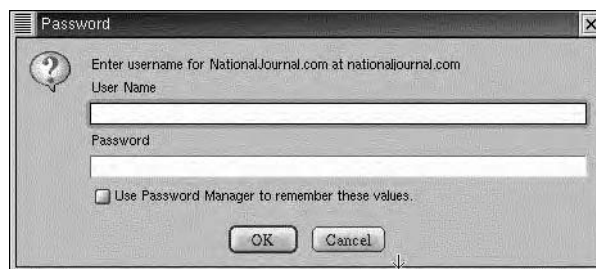 Password
Enter username for NationalJournal.com at nationaljournal.com
User Name
Password
Use Password Manager to remember these values.
OK Cancel